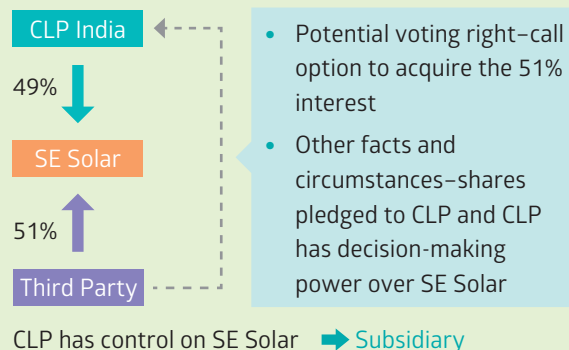 CLP India
49%
SE Solar
51%
Third Party
• Potential voting right–call
option to acquire the 51%
interest
• Other facts and
circumstances–shares
pledged to CLP and CLP
has decision-making
power over SE Solar
CLP has control on SE Solar ➡ Subsidiary